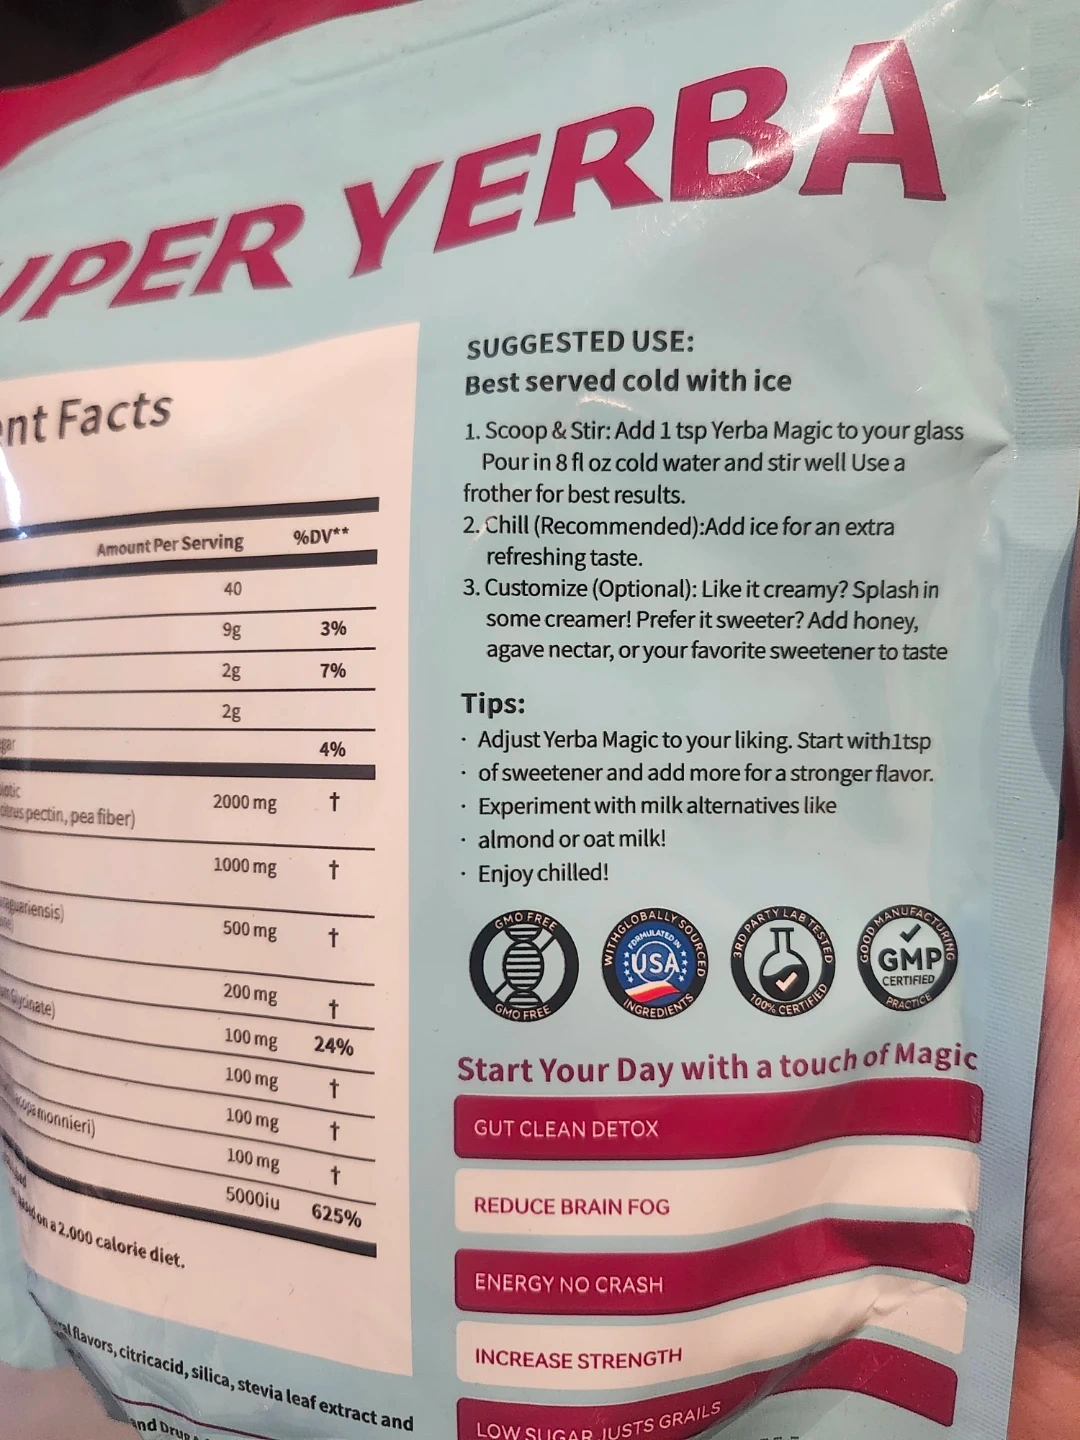 UPER YERBA
nt Facts
Amount Per Serving %DV**
40
9g 3%
2g 7%
2g
4%
2000 mg †
citrus pectin, pea fiber)
1000 mg †
500 mg †
200 mg †
Glycinate)
100 mg 24%
100 mg †
100 mg †
monnieri)
100 mg †
5000iu 625%
on a 2.000 calorie diet.
flavors, citricacid, silica, stevia leaf extract and
and Drug
SUGGESTED USE:
Best served cold with ice
1. Scoop & Stir: Add 1 tsp Yerba Magic to your glass
Pour in 8 fl oz cold water and stir well Use a
frother for best results.
2. Chill (Recommended):Add ice for an extra
refreshing taste.
3. Customize (Optional): Like it creamy? Splash in
some creamer! Prefer it sweeter? Add honey,
agave nectar, or your favorite sweetener to taste
Tips:
· Adjust Yerba Magic to your liking. Start with1tsp
· of sweetener and add more for a stronger flavor.
· Experiment with milk alternatives like
· almond or oat milk!
· Enjoy chilled!
GMO FREE
GMO FREE
WITH GLOBALLY SOURCED
FORMULATED IN
USA
INGREDIENTS
3RD PARTY LAB TESTED
100% CERTIFIED
GOOD MANUFACTURING
GMP
CERTIFIED
PRACTICE
Start Your Day with a touch of Magic
GUT CLEAN DETOX
REDUCE BRAIN FOG
ENERGY NO CRASH
INCREASE STRENGTH
LOW SUGAR JUSTS GRAILS